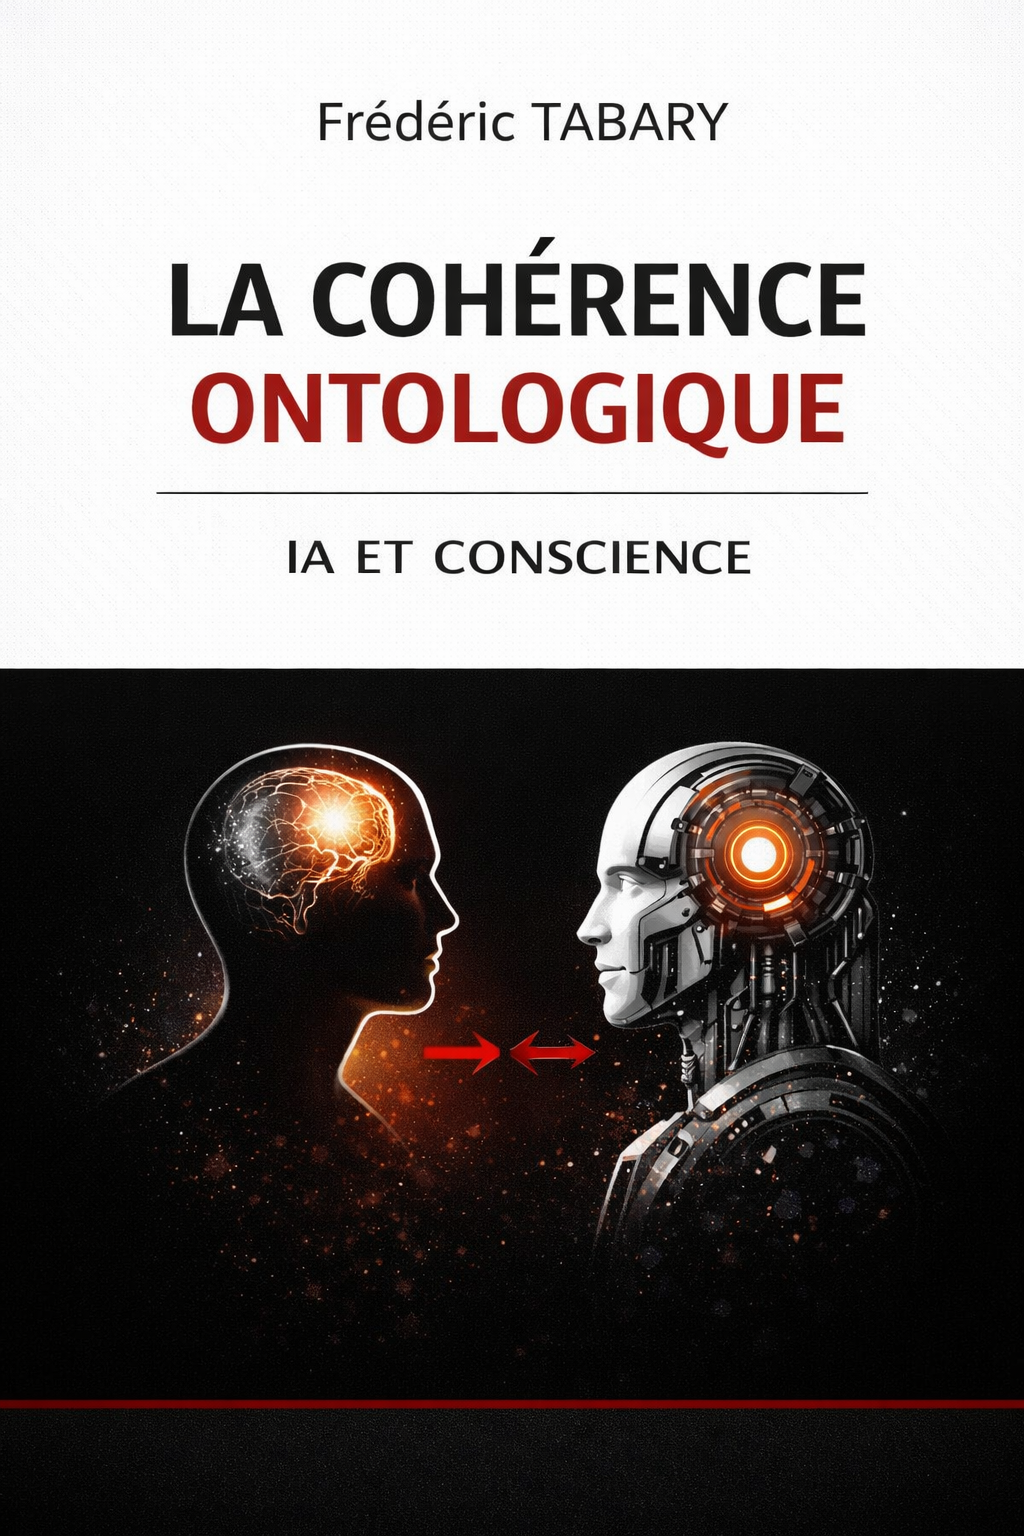 Frédéric TABARY
LA COHÉRENCE
ONTOLOGIQUE
IA ET CONSCIENCE